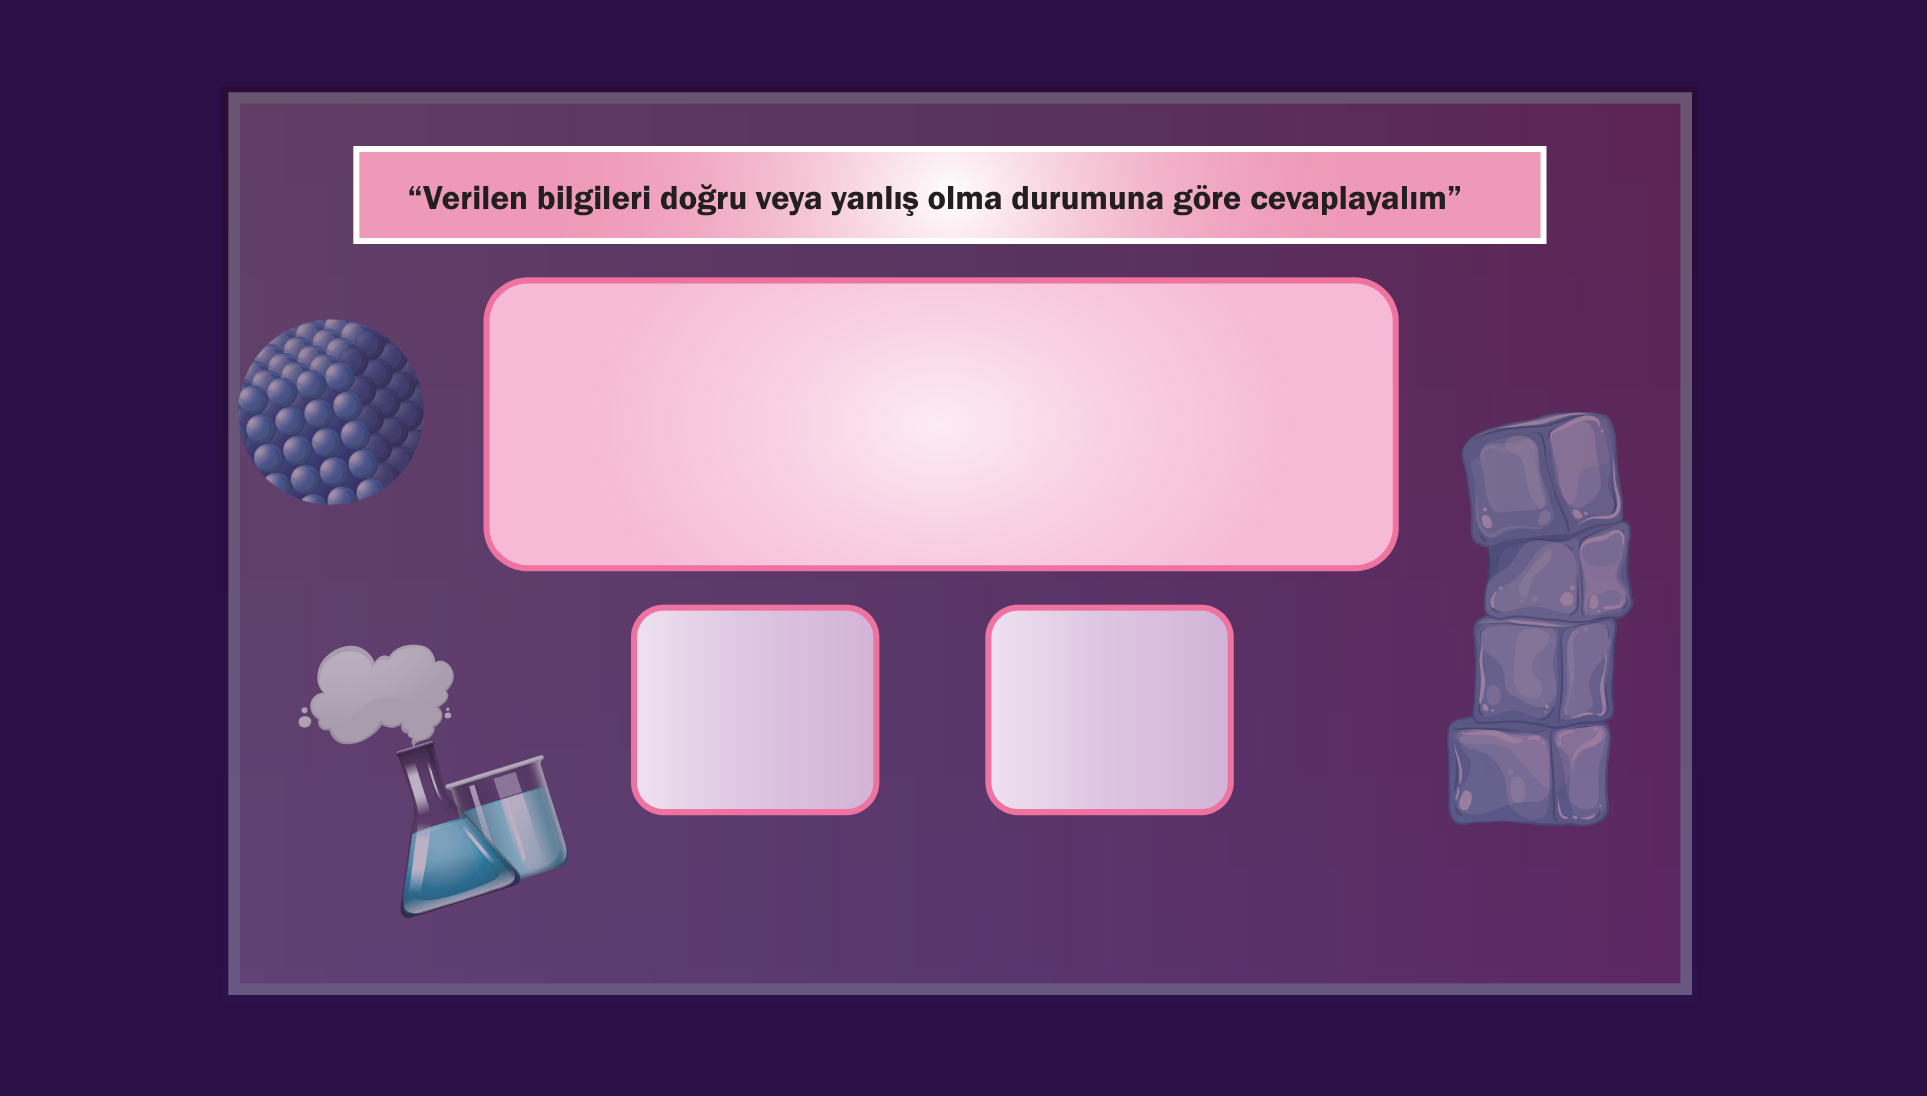 “Verilen bilgileri doğru veya yanlış olma durumuna göre cevaplayalım”